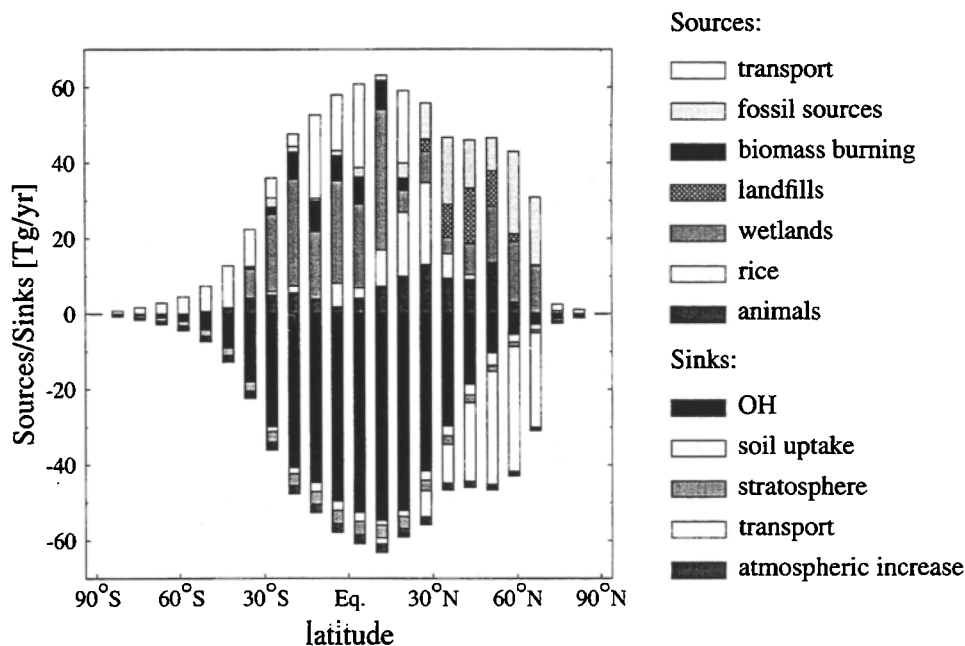 Sources/Sinks [Tg/yr]
60
40
20
0
-20
-40
-60
90°S
60°S
30°S
Eq.
30°N
60°N
90°N
latitude
Sources:
transport
fossil sources
biomass burning
landfills
wetlands
rice
animals
Sinks:
OH
soil uptake
stratosphere
transport
atmospheric increase